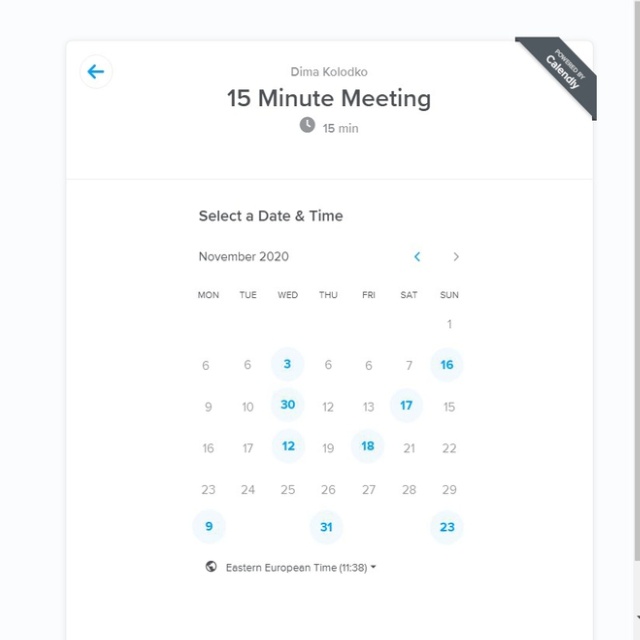 Dima Kolodko
15 Minute Meeting
15 min
POWERED BY
Calendly
Select a Date & Time
November 2020
MON TUE WED THU FRI SAT SUN
1
6 6 3 6 6 7 16
9 10 30 12 13 17 15
16 17 12 19 18 21 22
23 24 25 26 27 28 29
9 31 23
Eastern European Time (11:38)